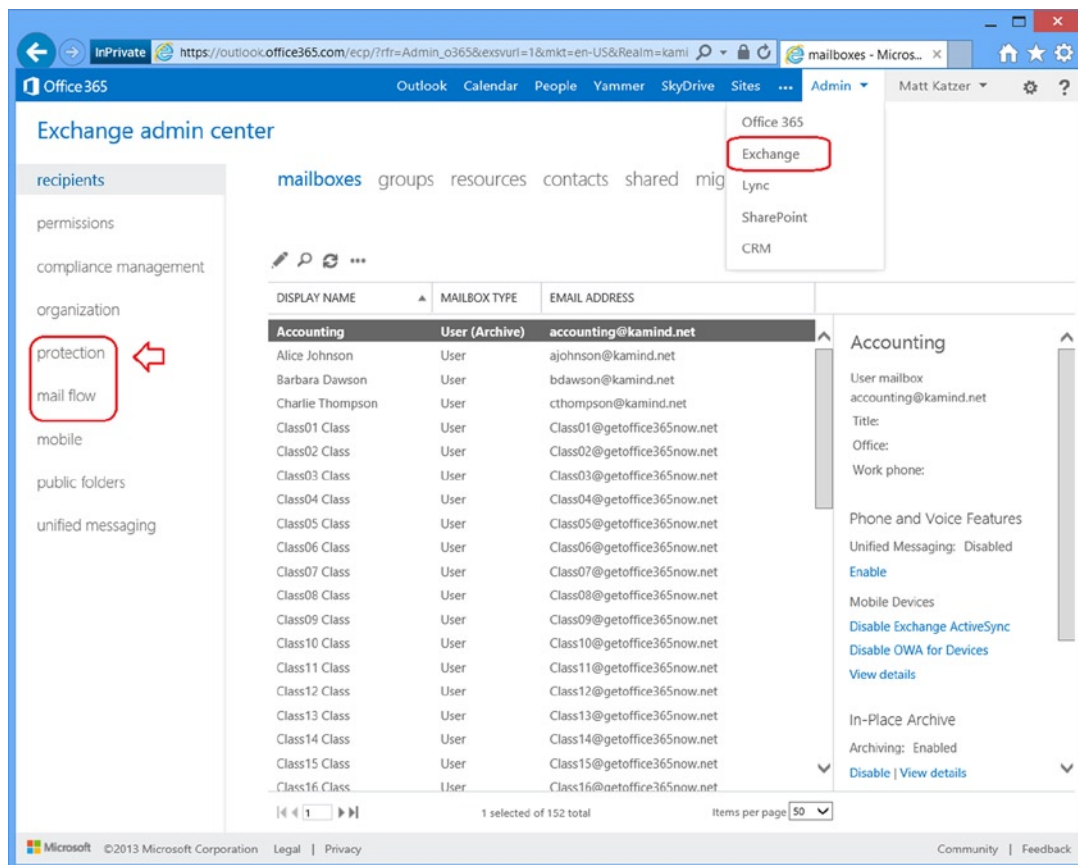 InPrivate https://outlook.office365.com/ecp/?rfr=Admin_o365&exsvurl=1&mkt=en-US&Realm=kami mailboxes - Micros...
Office 365 Outlook Calendar People Yammer SkyDrive Sites ... Admin Matt Katzer ?
Exchange admin center
Office 365
Exchange
Lync
SharePoint
CRM
recipients
permissions
compliance management
organization
protection
mail flow
mobile
public folders
unified messaging
mailboxes groups resources contacts shared mig
DISPLAY NAME MAILBOX TYPE EMAIL ADDRESS
Accounting User (Archive) accounting@kamind.net
Alice Johnson User ajohnson@kamind.net
Barbara Dawson User bdawson@kamind.net
Charlie Thompson User cthompson@kamind.net
Class01 Class User Class01@getoffice365now.net
Class02 Class User Class02@getoffice365now.net
Class03 Class User Class03@getoffice365now.net
Class04 Class User Class04@getoffice365now.net
Class05 Class User Class05@getoffice365now.net
Class06 Class User Class06@getoffice365now.net
Class07 Class User Class07@getoffice365now.net
Class08 Class User Class08@getoffice365now.net
Class09 Class User Class09@getoffice365now.net
Class10 Class User Class10@getoffice365now.net
Class11 Class User Class11@getoffice365now.net
Class12 Class User Class12@getoffice365now.net
Class13 Class User Class13@getoffice365now.net
Class14 Class User Class14@getoffice365now.net
Class15 Class User Class15@getoffice365now.net
Class16 Class User Class16@getoffice365now.net
1 1 selected of 152 total Items per page 50
Accounting
User mailbox
accounting@kamind.net
Title:
Office:
Work phone:
Phone and Voice Features
Unified Messaging: Disabled
Enable
Mobile Devices
Disable Exchange ActiveSync
Disable OWA for Devices
View details
In-Place Archive
Archiving: Enabled
Disable | View details
Microsoft ©2013 Microsoft Corporation Legal | Privacy Community | Feedback